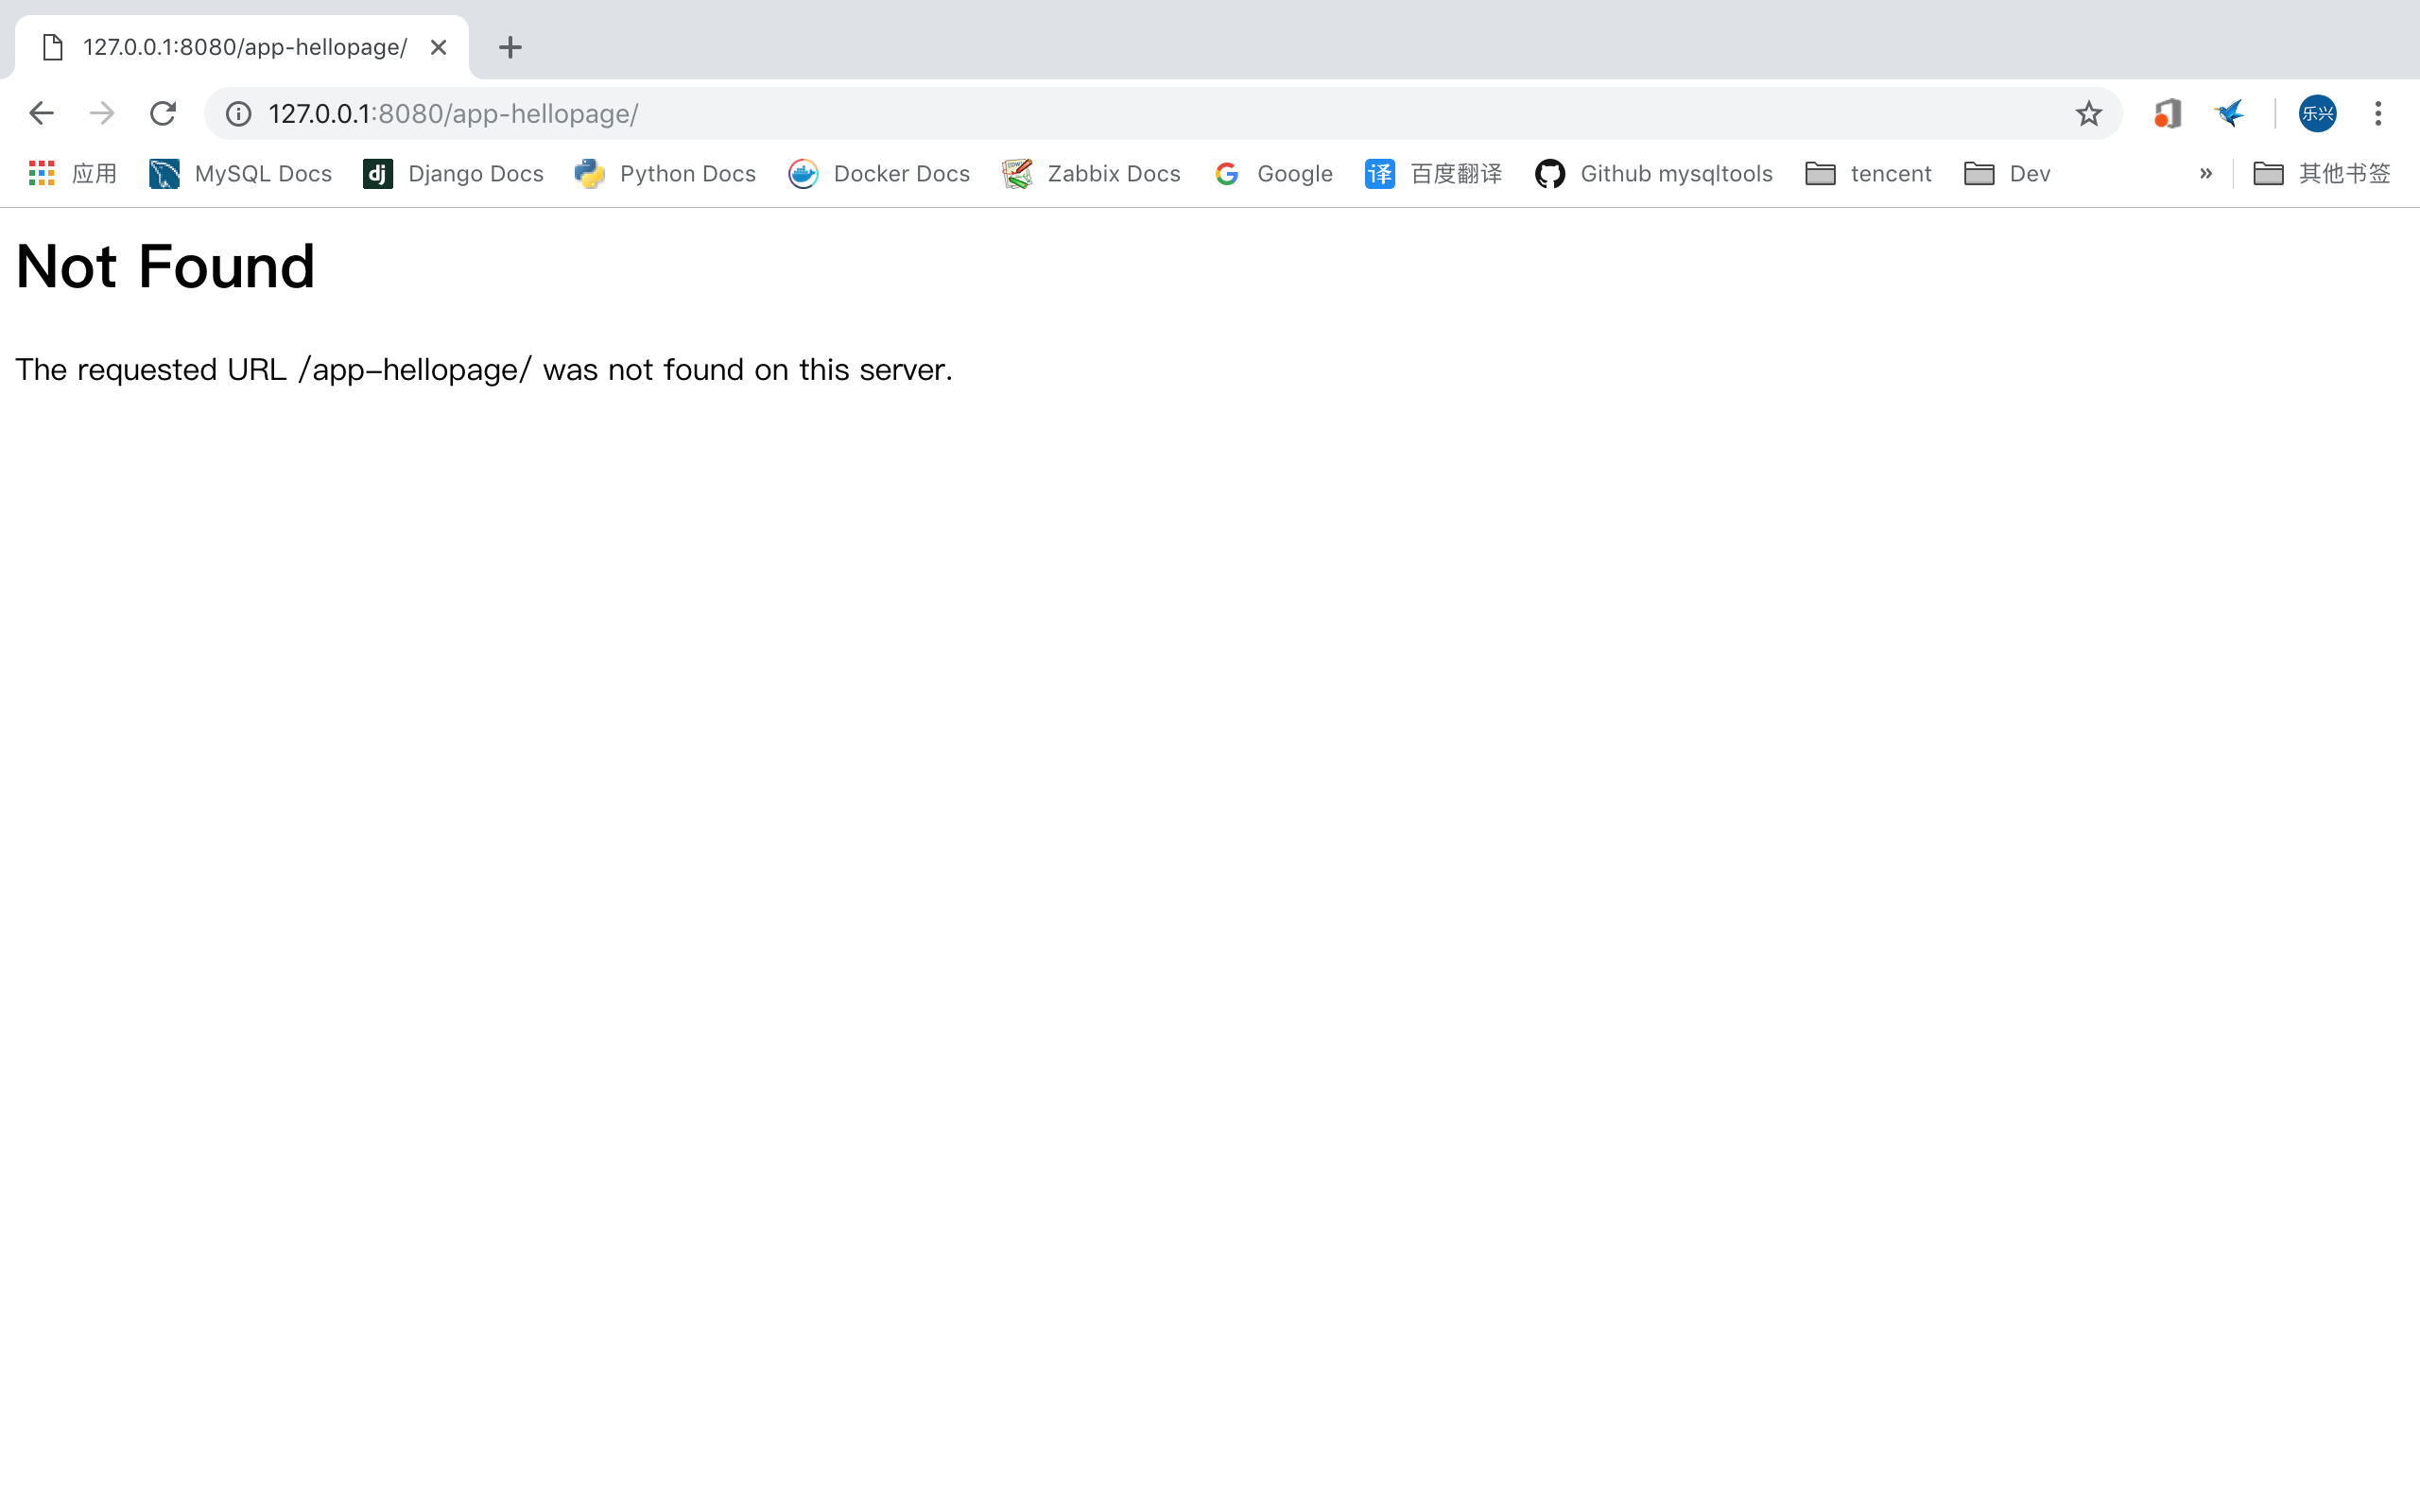 127.0.0.1:8080/app-hellopage/
127.0.0.1:8080/app-hellopage/
乐兴
应用 MySQL Docs dj Django Docs Python Docs Docker Docs Zabbix Docs G Google 译 百度翻译 Github mysqltools tencent Dev » 其他书签
Not Found
The requested URL /app-hellopage/ was not found on this server.